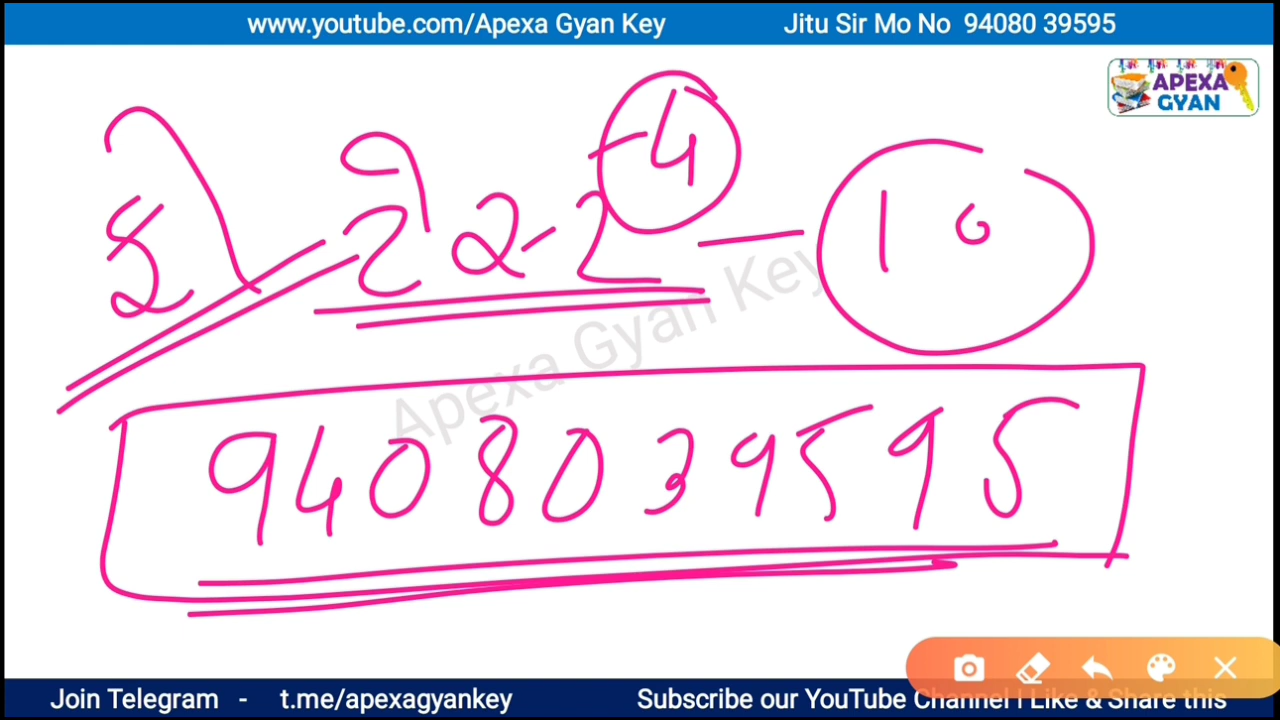 www.youtube.com/Apexa Gyan Key Jitu Sir Mo No 94080 39595
APEXA
GYAN
- 4
10
Apexa Gyan Key
9408039595
Join Telegram - t.me/apexagyankey Subscribe our YouTube Channel | Like & Share this